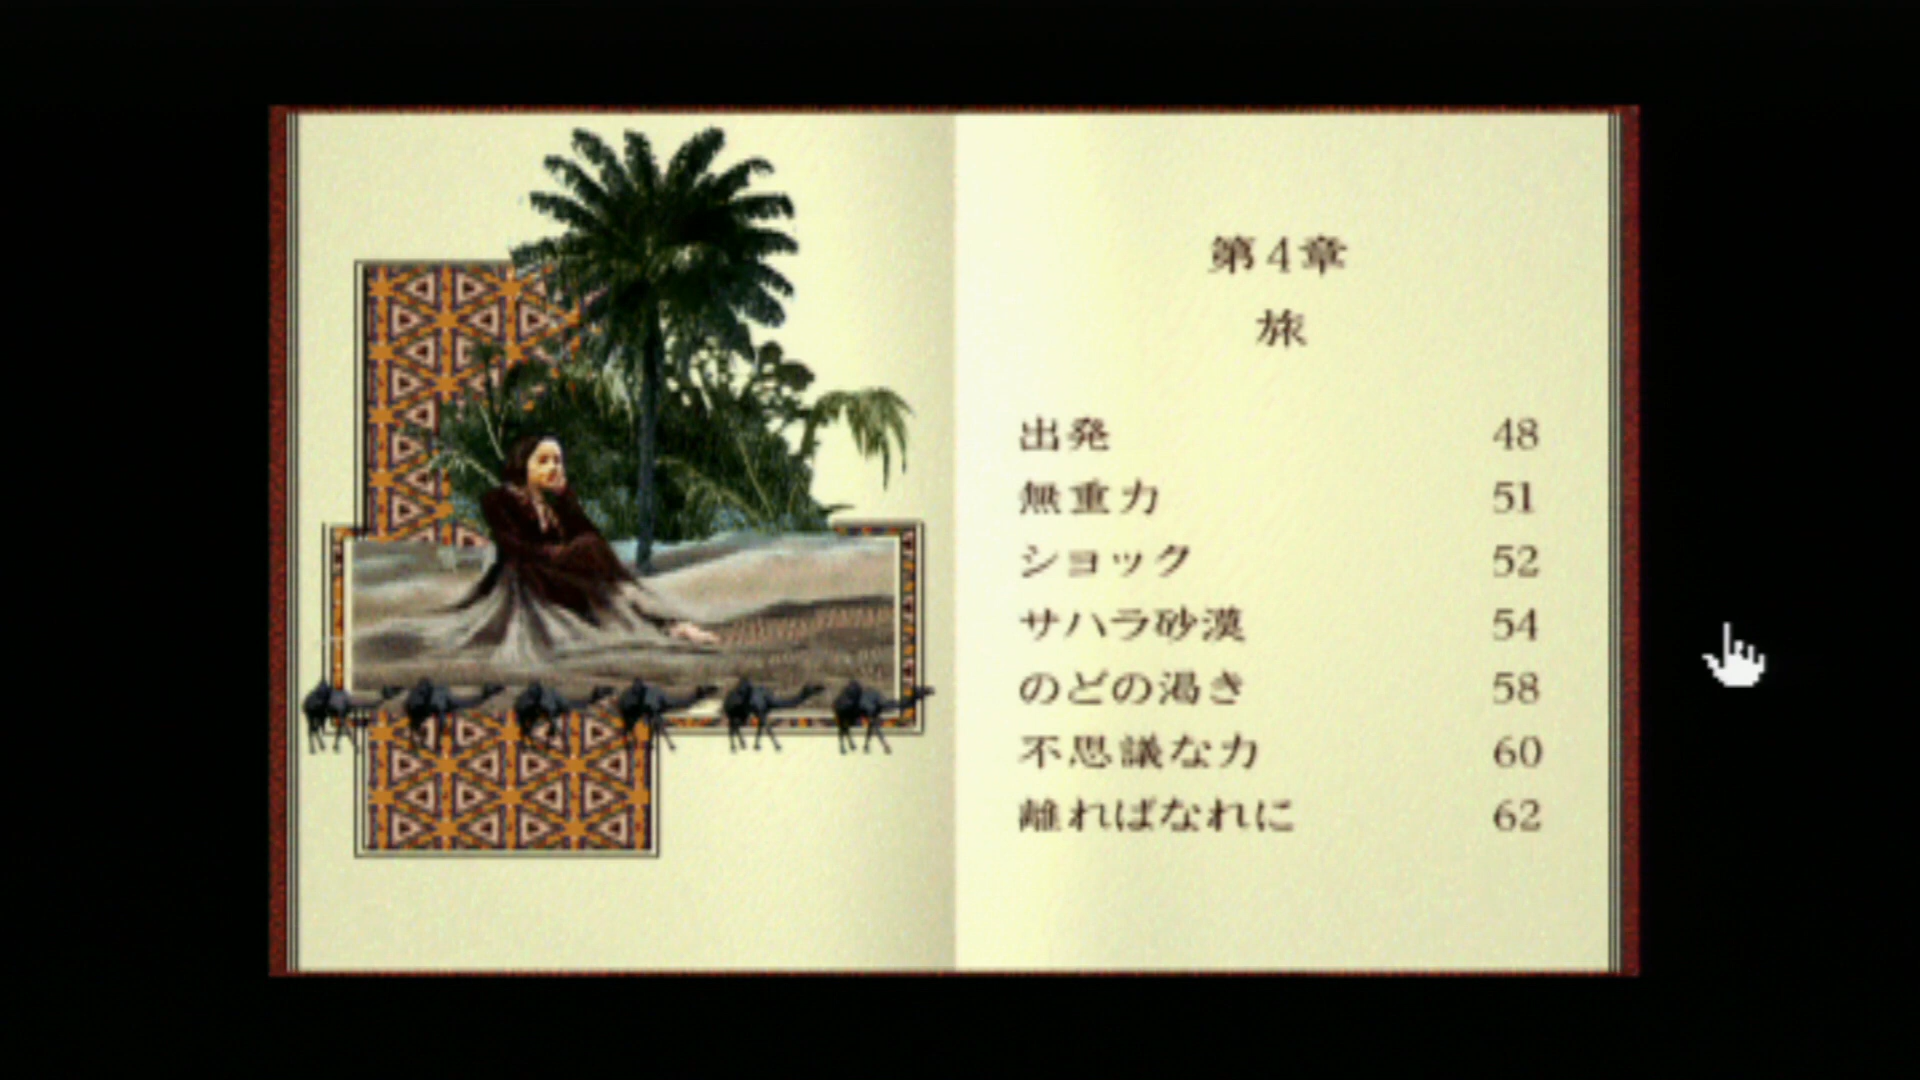 第4章
旅
出発 48
無重力 51
ショック 52
サハラ砂漠 54
のどの渇き 58
不思議な力 60
離ればなれに 62